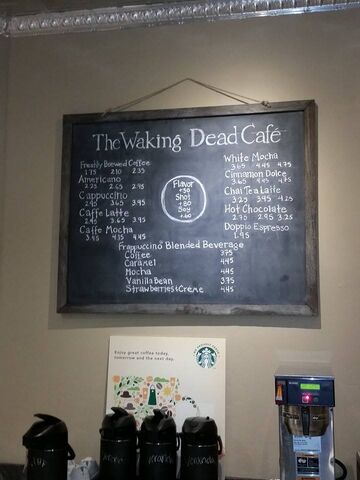 The Waking Dead Café
Freshly Brewed Coffee
1.75 2.10 2.35
Americano
2.25 2.65 2.95
Cappuccino
2.95 3.65 3.95
Caffe Latte
2.95 3.65 3.95
Caffe Mocha
3.45 4.15 4.45
Flavor
+.50
Shot
+.80
Soy
+.60
White Mocha
3.65 4.45 4.75
Cinnamon Dolce
3.65 4.45 4.75
Chai Tea Latte
3.25 3.95 4.25
Hot Chocolate
2.75 2.95 3.25
Doppio Espresso
1.95
Frappuccino Blended Beverage
Coffee 3.75
Caramel 4.45
Mocha 4.45
Vanilla Bean 3.75
Strawberries & Creme 4.45
Enjoy great coffee today,
tomorrow and the next day.